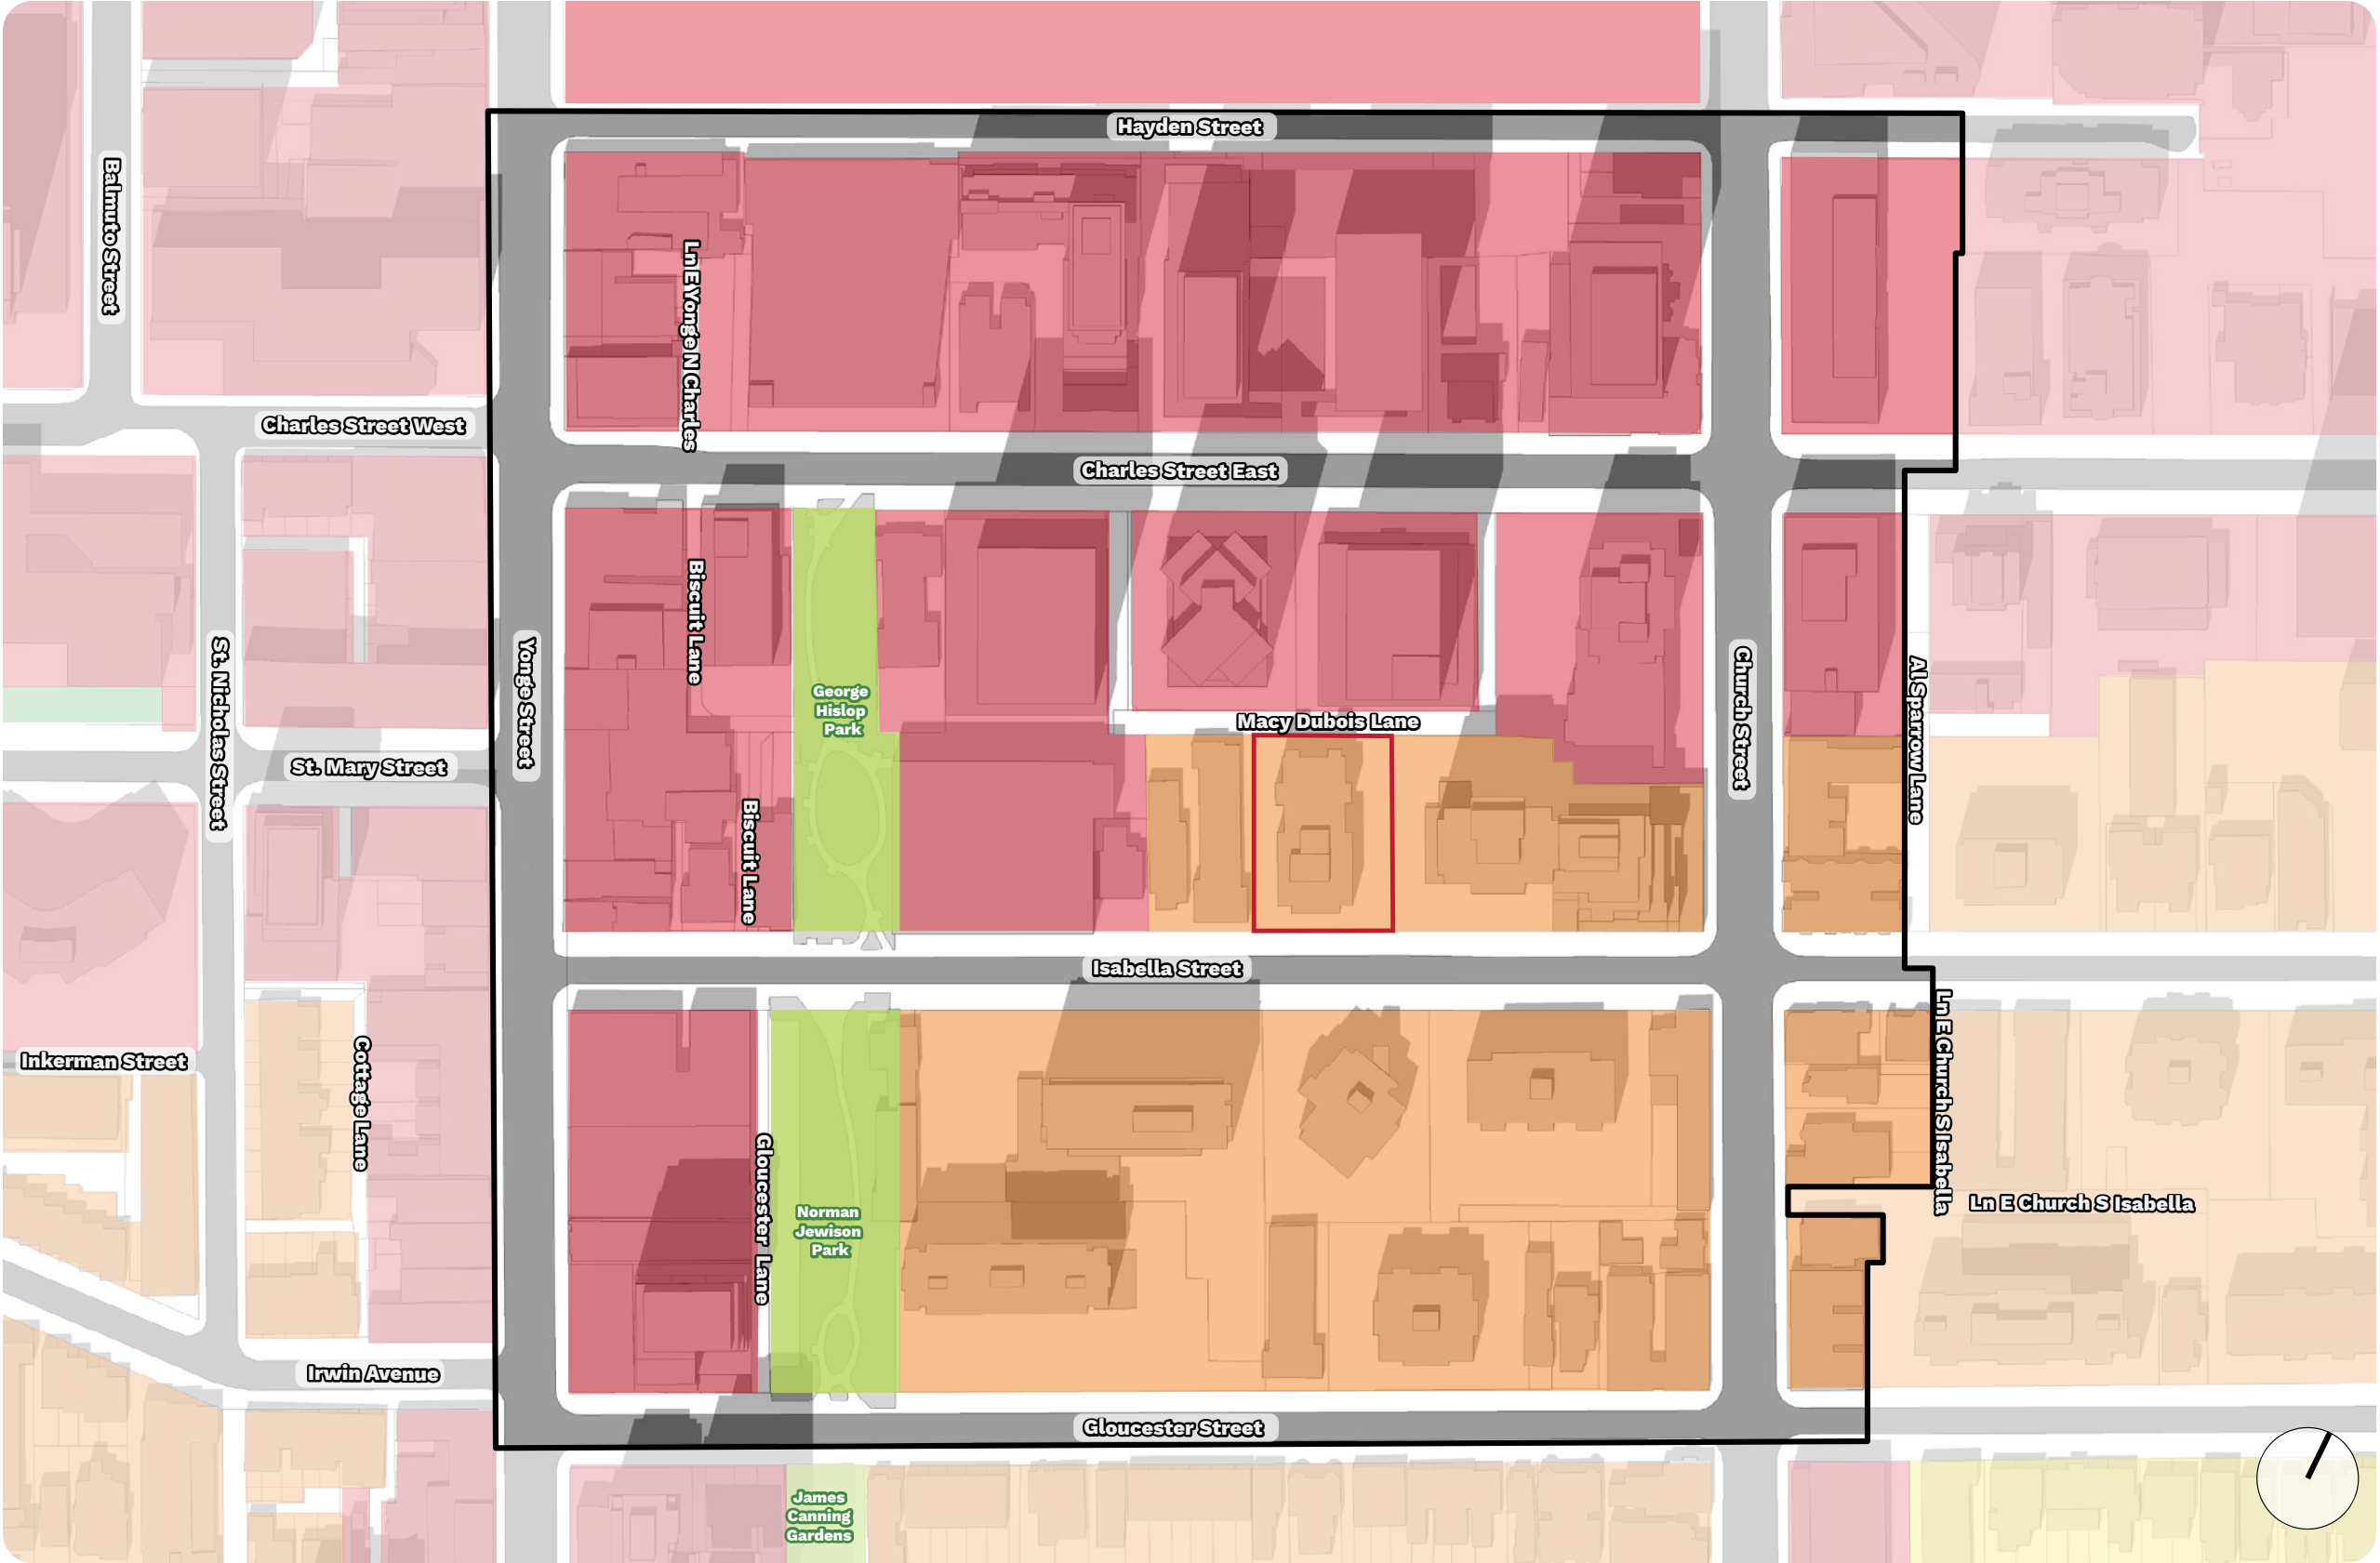 Hayden Street
Balmuto Street
Ln E Yonge N Charles
Charles Street West
Charles Street East
Biscuit Lane
St. Nicholas Street
Yonge Street
George
Hislop
Park
Macy Dubois Lane
Church Street
Al Sparrow Lane
St. Mary Street
Biscuit Lane
Isabella Street
Inkerman Street
Cottage Lane
Gloucester Lane
Norman
Jewison
Park
Ln E Church S Isabella
Ln E Church S Isabella
Irwin Avenue
Gloucester Street
James
Canning
Gardens